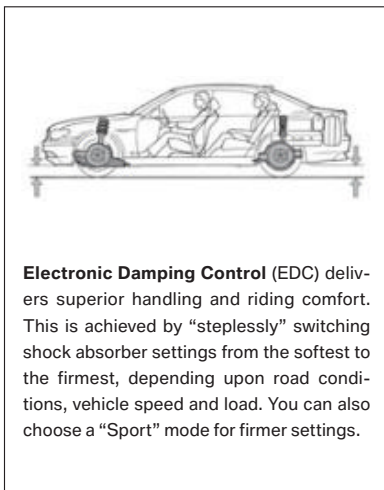 Electronic Damping Control (EDC) deliv-
ers superior handling and riding comfort.
This is achieved by “steplessly” switching
shock absorber settings from the softest to
the firmest, depending upon road condi-
tions, vehicle speed and load. You can also
choose a “Sport” mode for firmer settings.